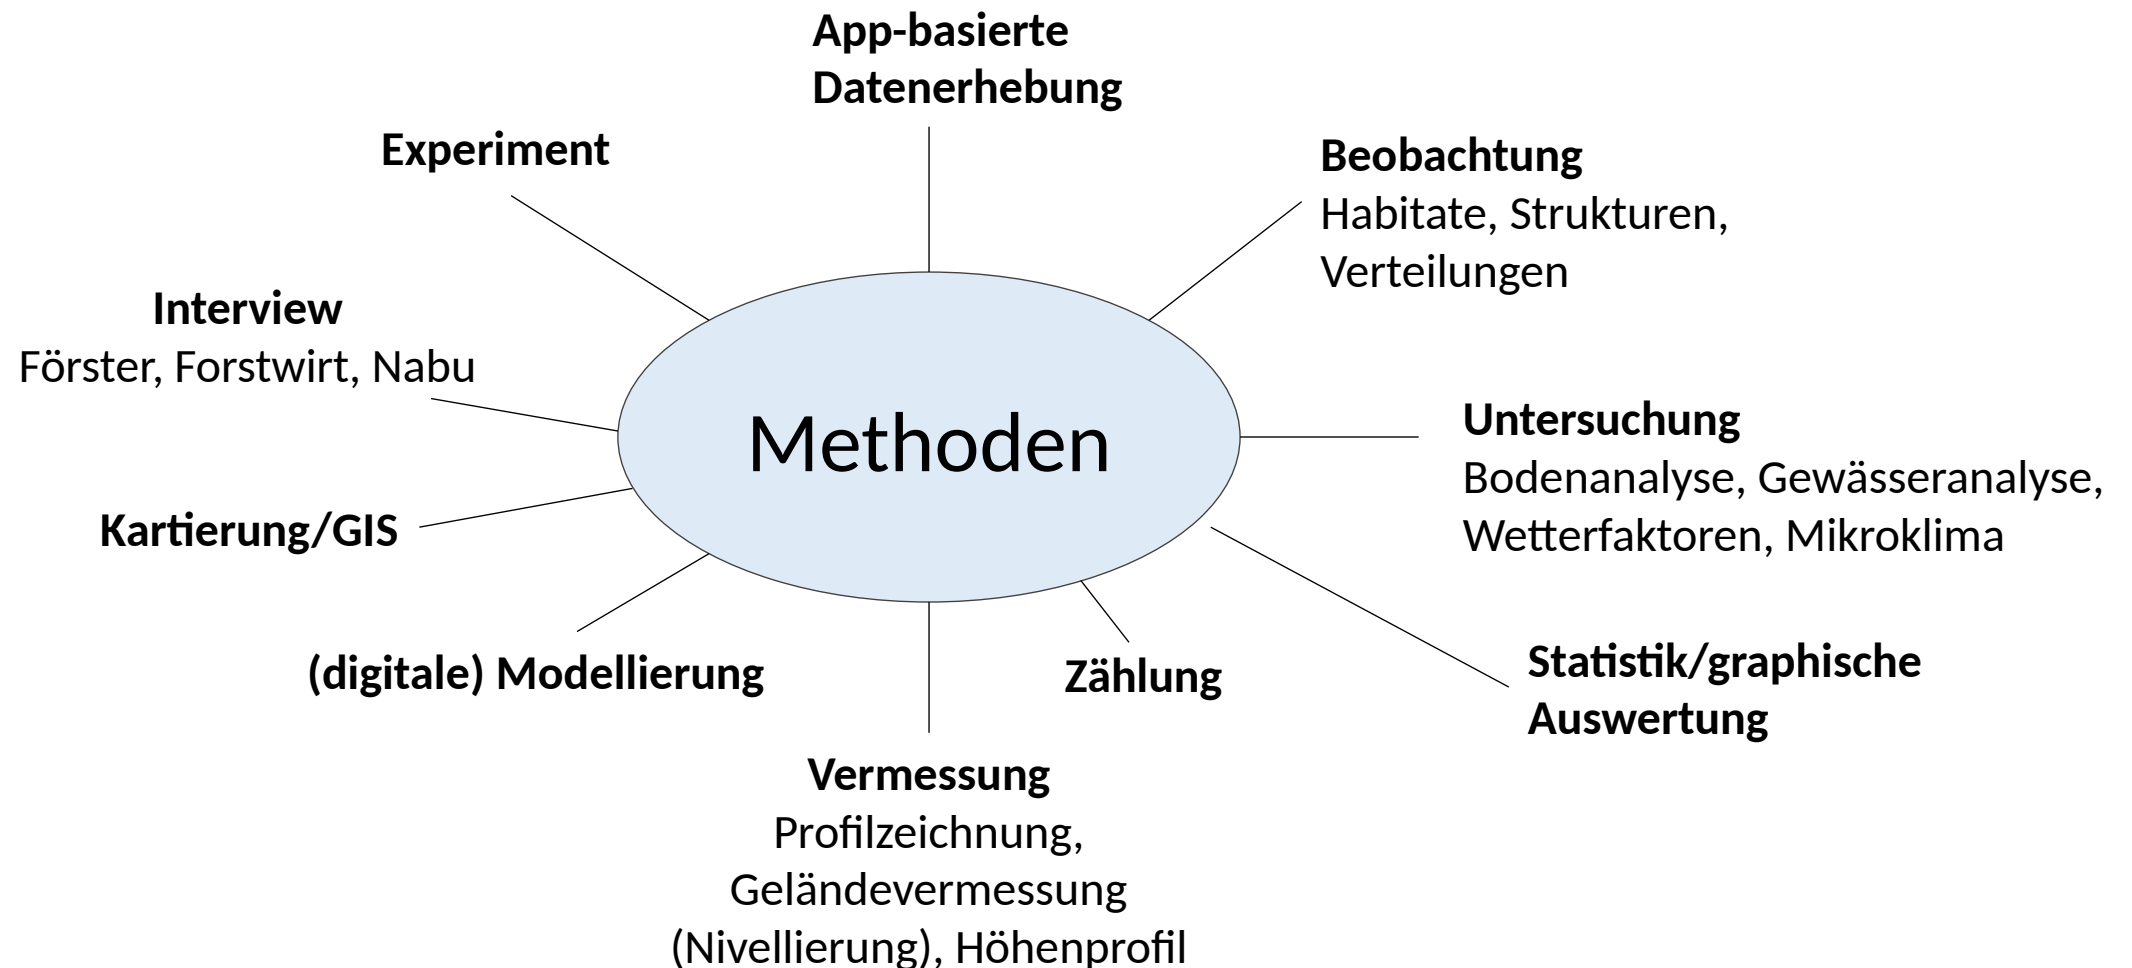 App-basierte
Datenerhebung
Experiment
Beobachtung
Habitate, Strukturen,
Verteilungen
Interview
Förster, Forstwirt, Nabu
Methoden
Untersuchung
Bodenanalyse, Gewässeranalyse,
Wetterfaktoren, Mikroklima
Kartierung/GIS
(digitale) Modellierung
Zählung
Statistik/graphische
Auswertung
Vermessung
Profilzeichnung,
Geländevermessung
(Nivellierung), Höhenprofil